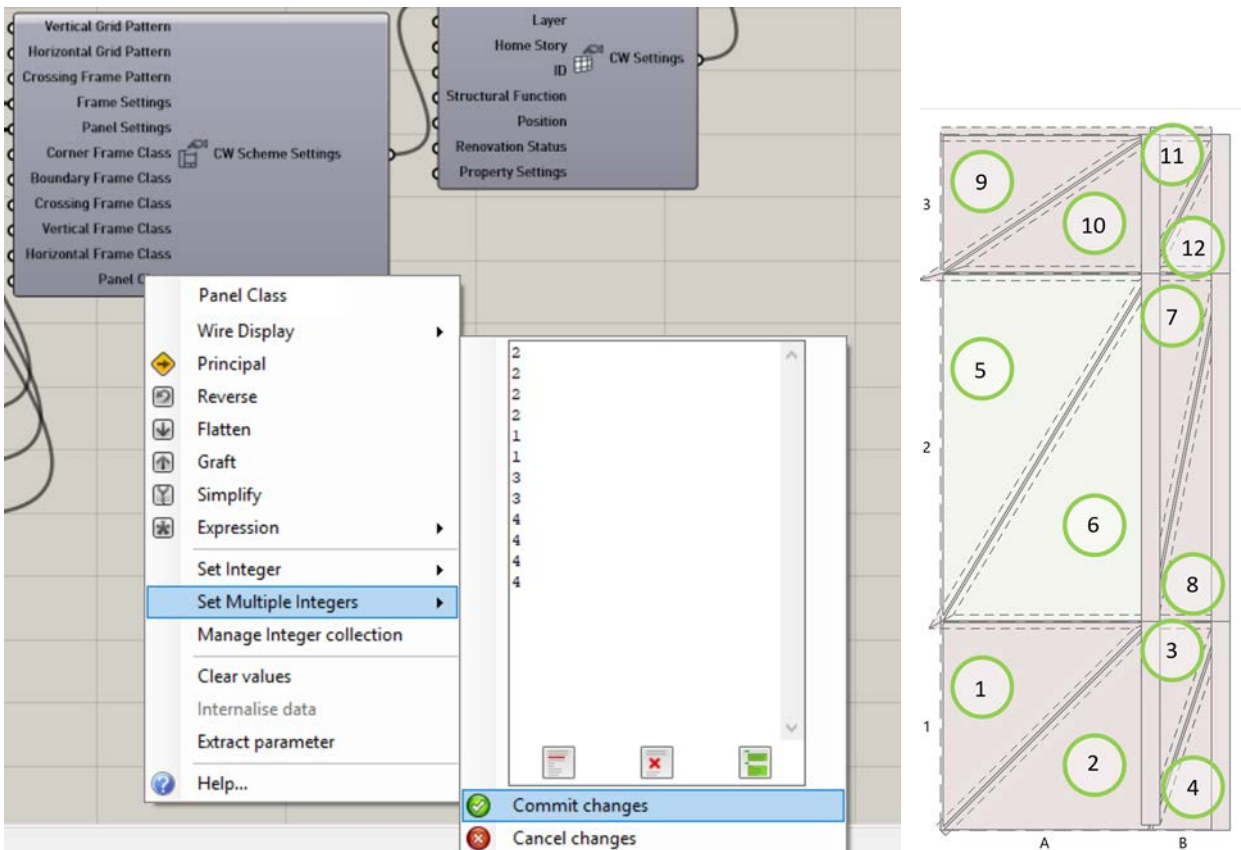 Vertical Grid Pattern
Horizontal Grid Pattern
Crossing Frame Pattern
Frame Settings
Panel Settings
Corner Frame Class
Boundary Frame Class
Crossing Frame Class
Vertical Frame Class
Horizontal Frame Class
Panel C
CW Scheme Settings
Layer
Home Story
ID
Structural Function
Position
Renovation Status
Property Settings
CW Settings
Panel Class
Wire Display
Principal
Reverse
Flatten
Graft
Simplify
Expression
Set Integer
Set Multiple Integers
Manage Integer collection
Clear values
Internalise data
Extract parameter
Help...
2
2
2
2
1
1
3
3
4
4
4
4
Commit changes
Cancel changes
11
9
3
10
12
7
5
2
6
8
3
1
1
2
4
A
B